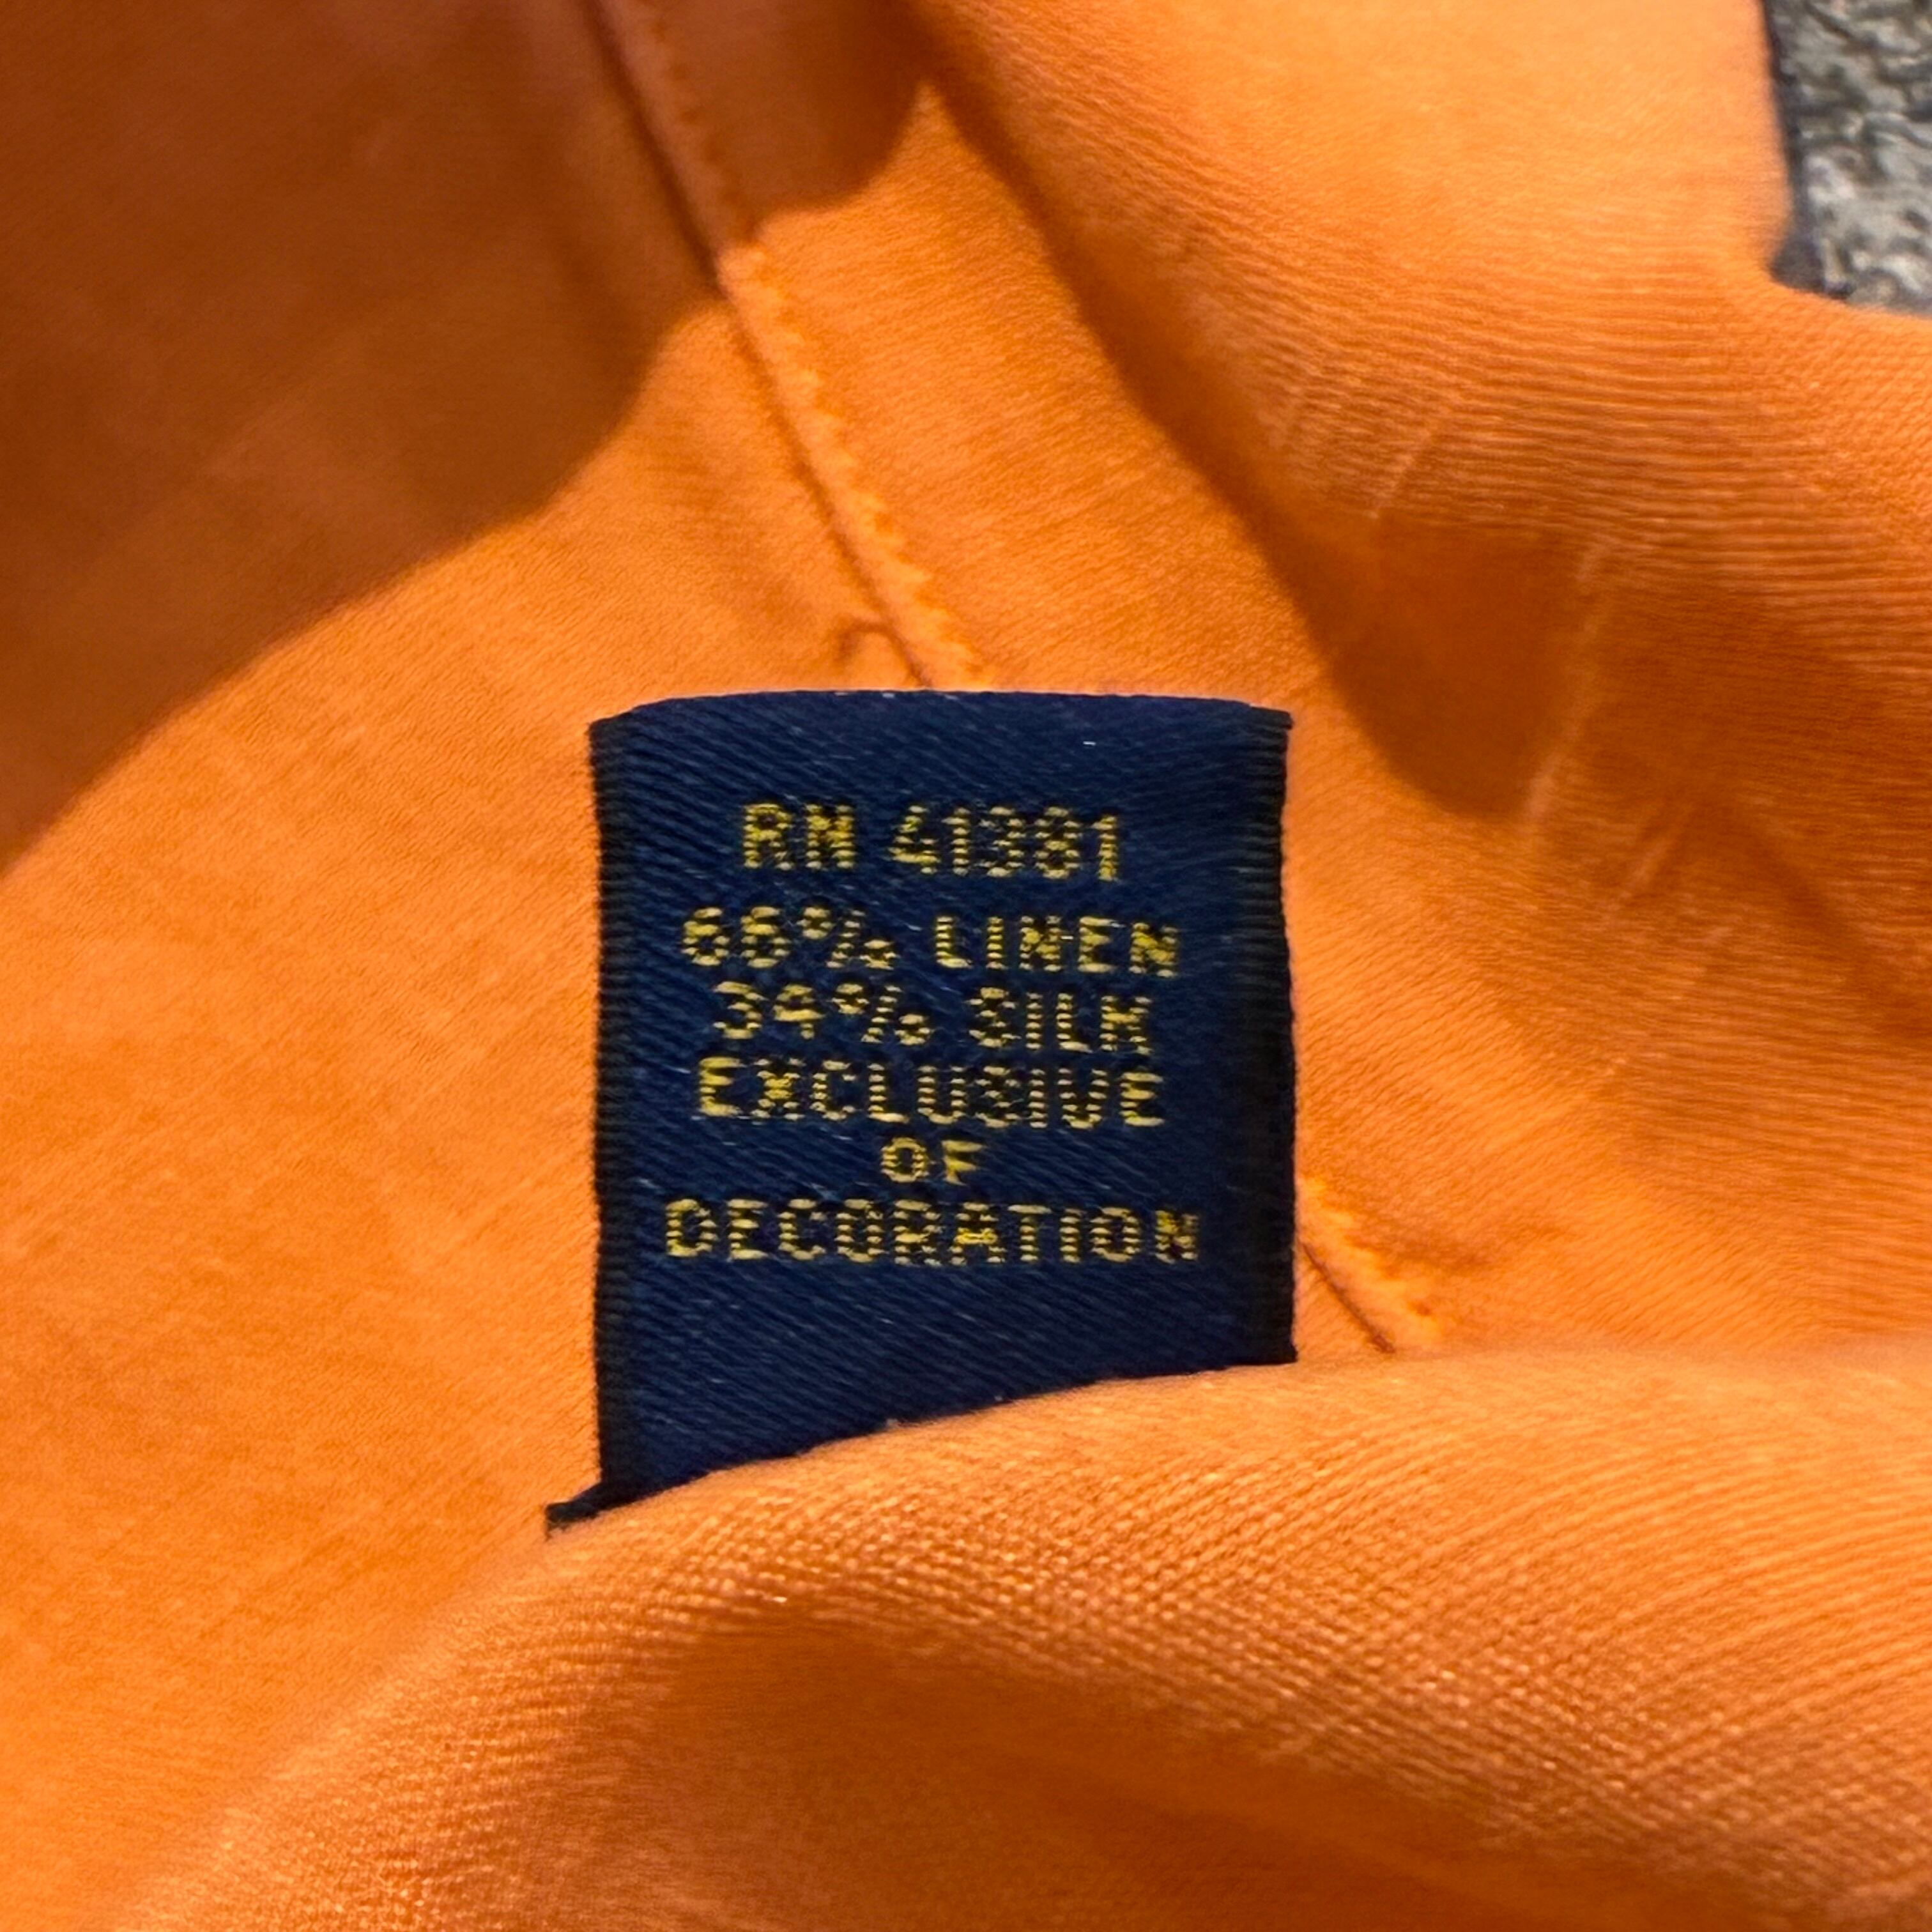 RN 41381
66% LINEN
34% SILK
EXCLUSIVE
OF
DECORATION